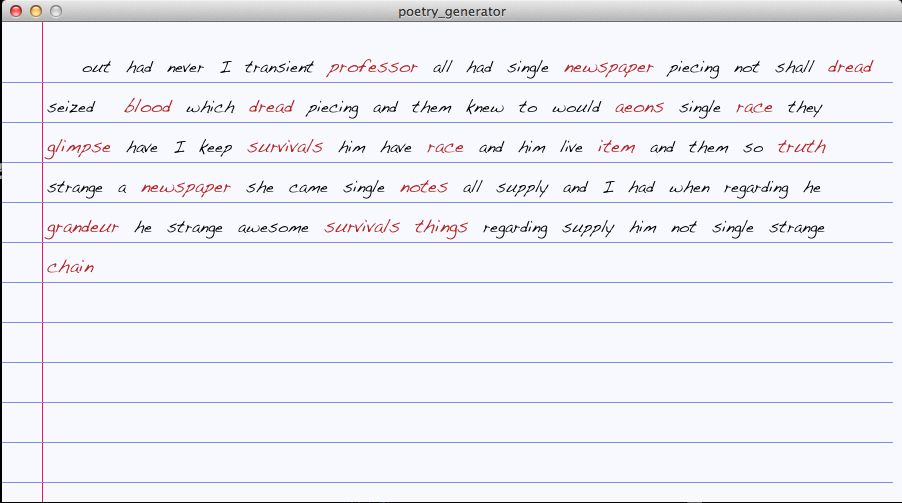 poetry_generator
out had never I transient professor all had single newspaper piecing not shall dread
seized blood which dread piecing and them knew to would aeons single race they
glimpse have I keep survivals him have race and him live item and them so truth
strange a newspaper she came single notes all supply and I had when regarding he
grandeur he strange awesome survivals things regarding supply him not single strange
chain